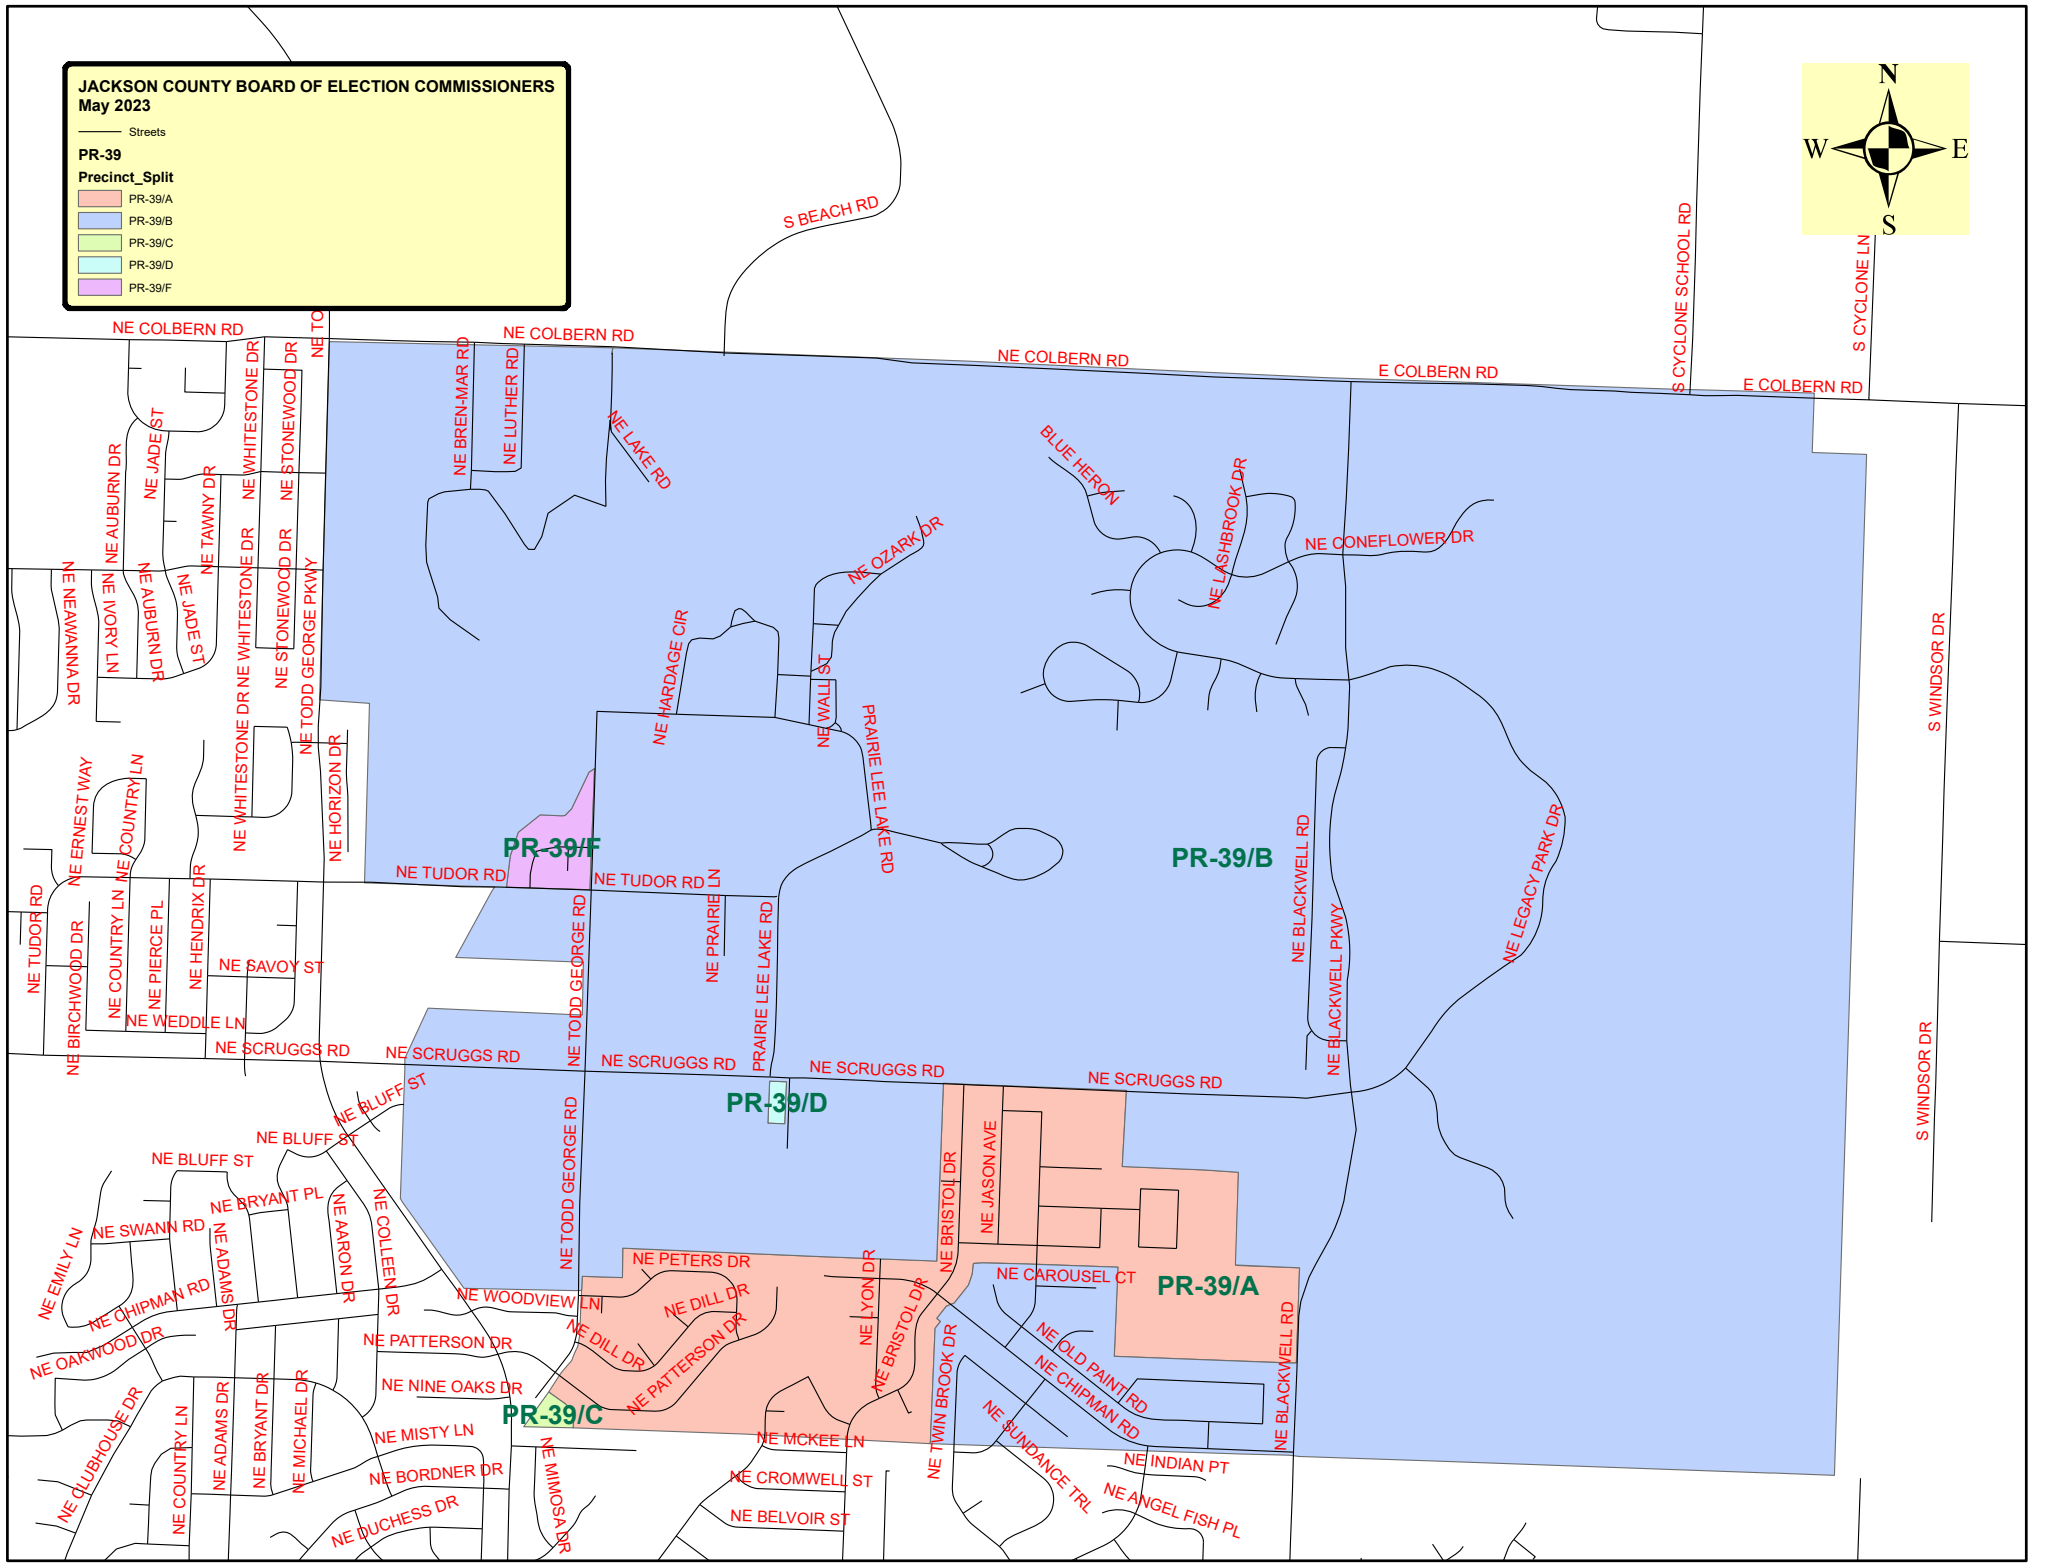 JACKSON COUNTY BOARD OF ELECTION COMMISSIONERS
May 2023
Streets
PR-39
Precinct_Split
PR-39/A
PR-39/B
PR-39/C
PR-39/D
PR-39/F
N
W
E
S
S BEACH RD
S CYCLONE SCHOOL RD
S CYCLONE LN
NE COLBERN RD
NE TO
NE COLBERN RD
NE COLBERN RD
E COLBERN RD
E COLBERN RD
NE WHITESTONE DR
NE STONEWOOD DR
NE BREN-MAR RD
NE LUTHER RD
NE LAKE RD
NE JADE ST
NE AUBURN DR
NE TAWNY DR
BLUE HERON
NE LASHBROOK DR
NE CONEFLOWER DR
NE OZARK DR
NE NEAWANNA DR
NE IVORY LN
NE AUBURN DR
NE JADE ST
NE WHITESTONE DR
NE STONEWOOD DR
NE TODD GEORGE PKWY
NE HARDAGE CIR
NE WALL ST
PRAIRIE LEE LAKE RD
S WINDSOR DR
NE WHITESTONE DR
NE HORIZON DR
NE ERNEST WAY
NE COUNTRY LN
PR-39/F
PR-39/B
NE BLACKWELL RD
NE LEGACY PARK DR
NE TUDOR RD
NE TUDOR RD
NE TUDOR RD
NE BIRCHWOOD DR
NE COUNTRY LN
NE PIERCE PL
NE HENDRIX DR
NE SAVOY ST
NE WEDDLE LN
NE TODD GEORGE RD
NE PRAIRIE LN
PRAIRIE LEE LAKE RD
NE BLACKWELL PKWY
NE SCRUGGS RD
NE SCRUGGS RD
NE SCRUGGS RD
NE SCRUGGS RD
NE SCRUGGS RD
S WINDSOR DR
PR-39/D
NE BLUFF ST
NE BLUFF ST
NE BLUFF ST
NE TODD GEORGE RD
NE BRISTOL DR
NE JASON AVE
NE BRYANT PL
NE SWANN RD
NE EMILY LN
NE ADAMS DR
NE AARON DR
NE COLLEEN DR
NE PETERS DR
NE LYON DR
NE CAROUSEL CT
PR-39/A
NE CHIPMAN RD
NE WOODVIEW LN
NE DILL DR
NE DILL DR
NE PATTERSON DR
NE PATTERSON DR
NE BRISTOL DR
NE TWIN BROOK DR
NE OLD PAINT RD
NE CHIPMAN RD
NE BLACKWELL RD
NE OAKWOOD DR
NE NINE OAKS DR
PR-39/C
NE CLUBHOUSE DR
NE COUNTRY LN
NE ADAMS DR
NE BRYANT DR
NE MICHAEL DR
NE MISTY LN
NE MCKEE LN
NE SUNDANCE TRL
NE INDIAN PT
NE BORDNER DR
NE CROMWELL ST
NE MIMOSA DR
NE ANGEL FISH PL
NE DUCHESS DR
NE BELVOIR ST